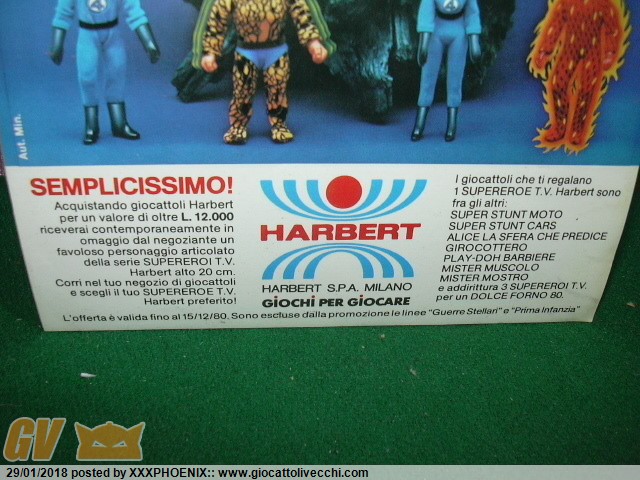 Aut. Min.
SEMPLICISSIMO!
Acquistando giocattoli Harbert
per un valore di oltre L. 12.000
riceverai contemporaneamente in
omaggio dal negoziante un
favoloso personaggio articolato
della serie SUPEREROI T.V.
Harbert alto 20 cm.
Corri nel tuo negozio di giocattoli
e scegli il tuo SUPEREROE T.V.
Harbert preferito!
HARBERT
HARBERT S.P.A. MILANO
GIOCHI PER GIOCARE
I giocattoli che ti regalano
1 SUPEREROE T.V. Harbert sono
fra gli altri:
SUPER STUNT MOTO
SUPER STUNT CARS
ALICE LA SFERA CHE PREDICE
GIROCOTTERO
PLAY-DOH BARBIERE
MISTER MUSCOLO
MISTER MOSTRO
e addirittura 3 SUPEREROI T.V.
per un DOLCE FORNO 80.
L'offerta è valida fino al 15/12/80. Sono escluse dalla promozione le linee "Guerre Stellari" e "Prima Infanzia"
GV
29/01/2018 posted by XXXPHOENIX:: www.giocattolivecchi.com